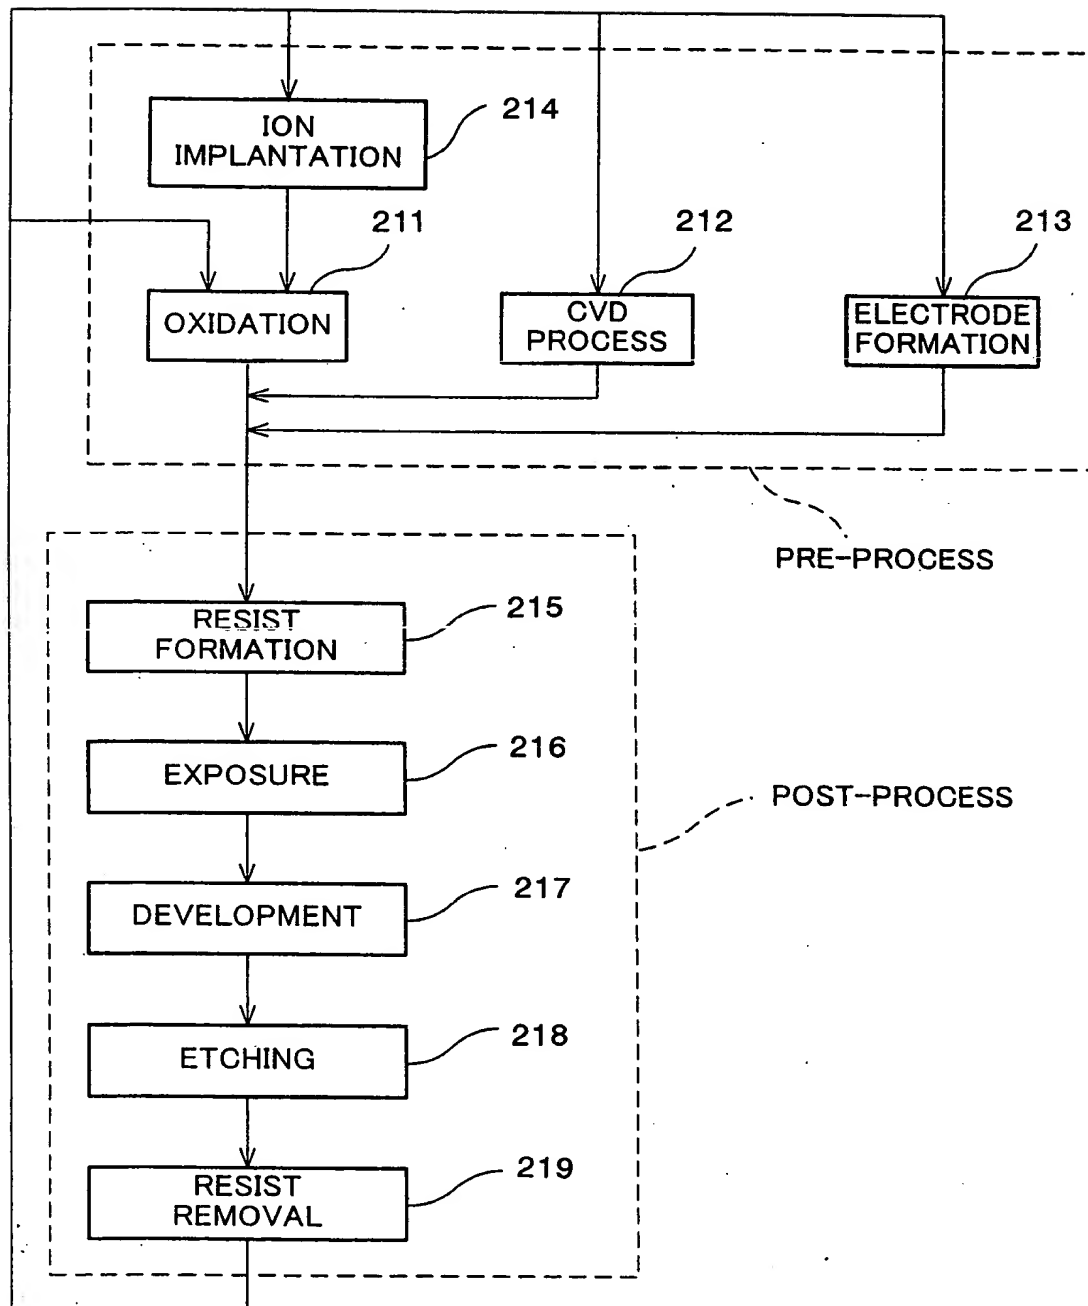 214
ION
IMPLANTATION
211
212
213
OXIDATION
CVD
PROCESS
ELECTRODE
FORMATION
PRE-PROCESS
215
RESIST
FORMATION
216
EXPOSURE
POST-PROCESS
217
DEVELOPMENT
218
ETCHING
219
RESIST
REMOVAL